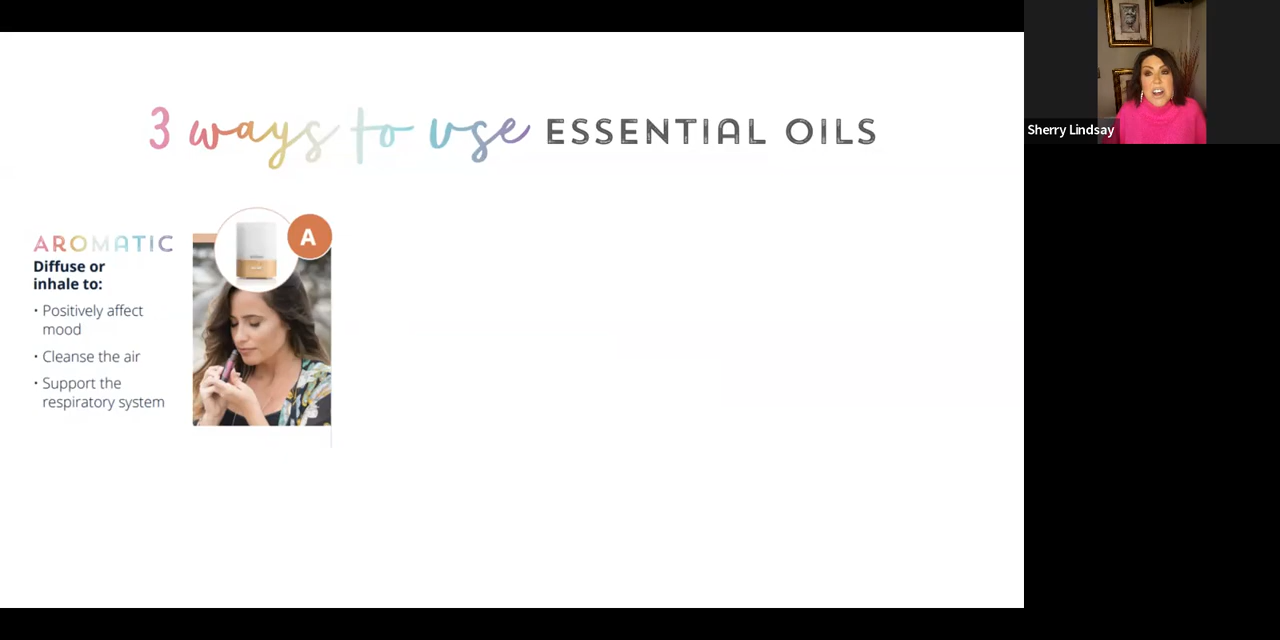 3 ways to use ESSENTIAL OILS
AROMATIC
A
Diffuse or
inhale to:
• Positively affect
mood
• Cleanse the air
• Support the
respiratory system
Sherry Lindsay